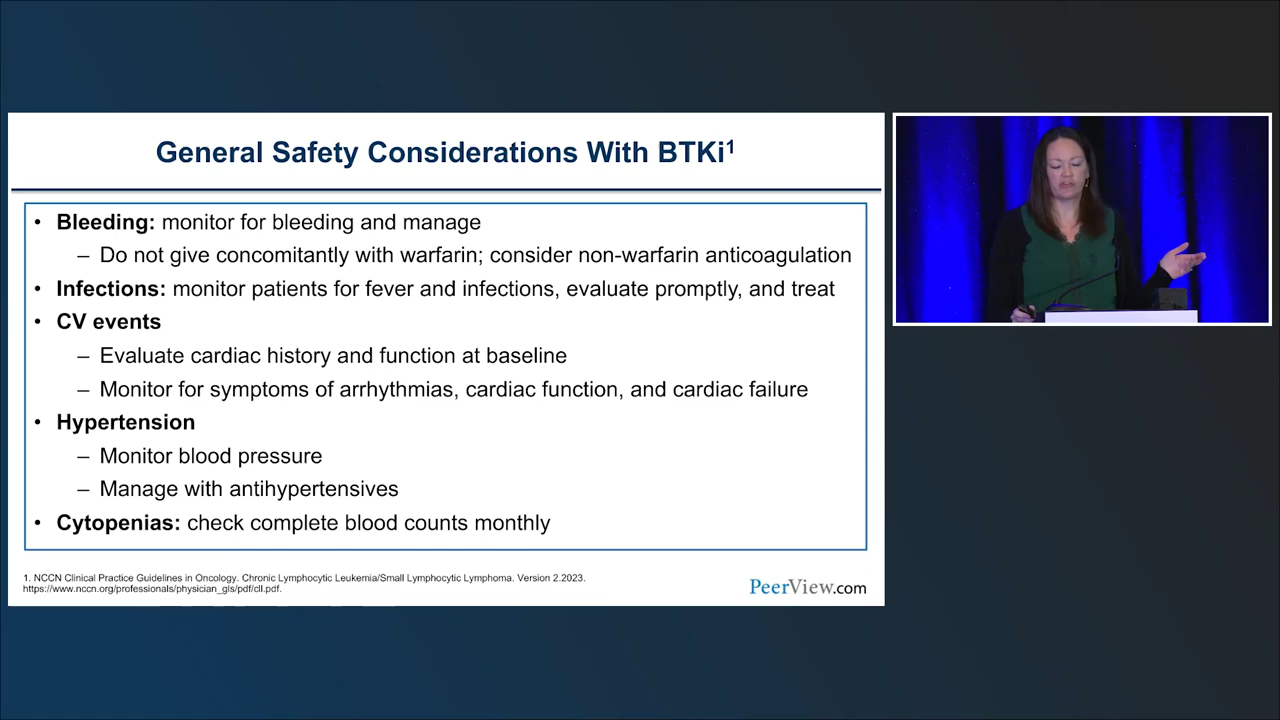 General Safety Considerations With BTKi¹
• Bleeding: monitor for bleeding and manage
– Do not give concomitantly with warfarin; consider non-warfarin anticoagulation
• Infections: monitor patients for fever and infections, evaluate promptly, and treat
• CV events
– Evaluate cardiac history and function at baseline
– Monitor for symptoms of arrhythmias, cardiac function, and cardiac failure
• Hypertension
– Monitor blood pressure
– Manage with antihypertensives
• Cytopenias: check complete blood counts monthly
1. NCCN Clinical Practice Guidelines in Oncology. Chronic Lymphocytic Leukemia/Small Lymphocytic Lymphoma. Version 2.2023.
https://www.nccn.org/professionals/physician_gls/pdf/cll.pdf.
PeerView.com